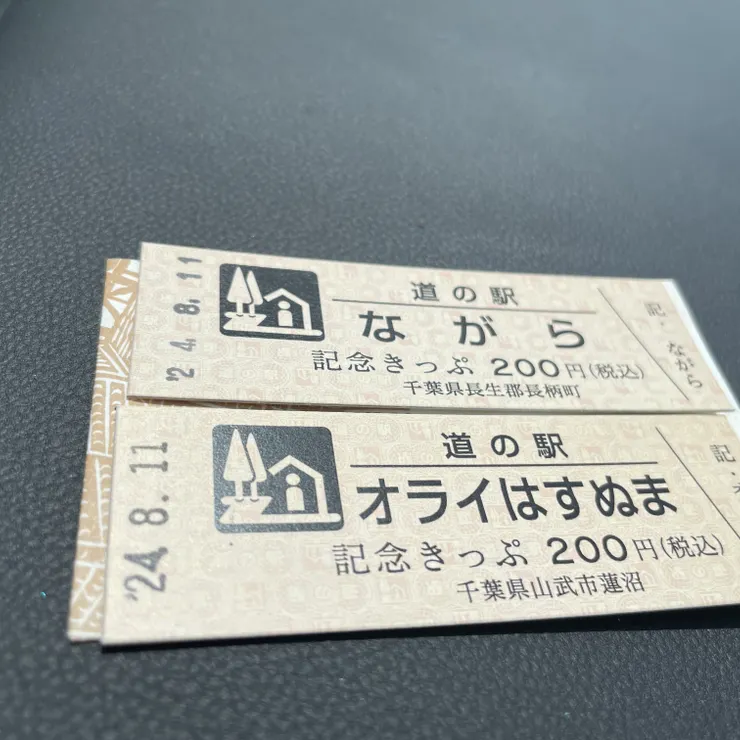 '24.8.11
道の駅
ながら
記念きっぷ 200円(税込)
千葉県長生郡長柄町
記・ながら
'24.8.11
道の駅
オライはすぬま
記念きっぷ 200円(税込)
千葉県山武市蓮沼
記・